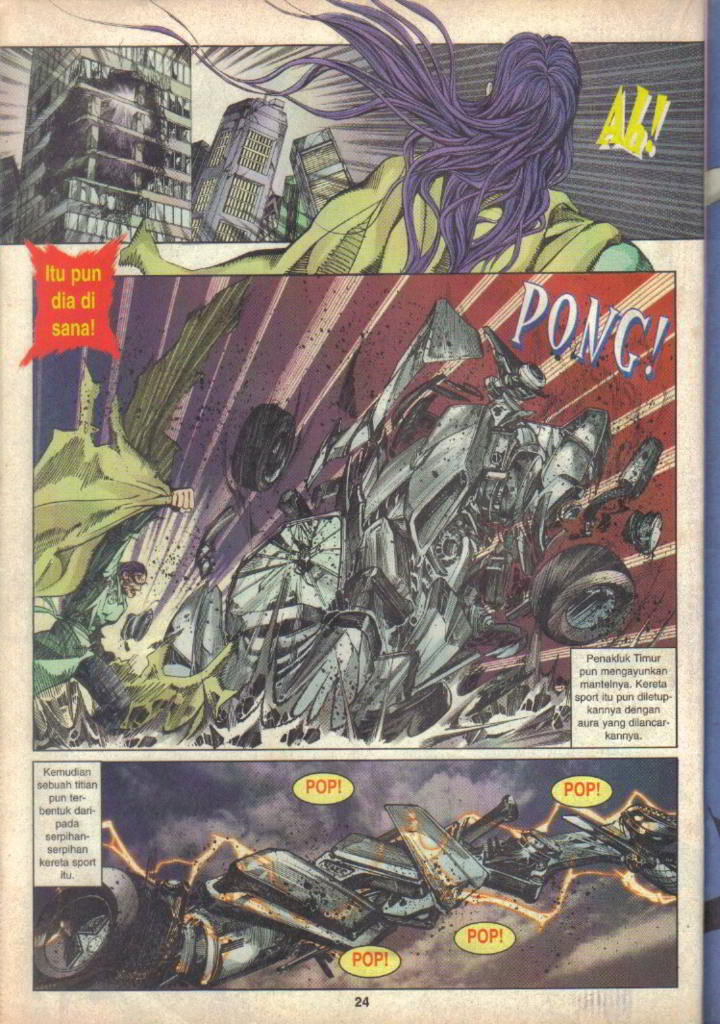 Ah!
Itu pun
dia di
sana!
PONG!
Penakluk Timur
pun mengayunkan
mantelnya. Kereta
sport itu pun diletup-
kannya dengan
aura yang dilancar-
kannya.
Kemudian
sebuah titian
pun ter-
bentuk dari-
pada
serpihan-
serpihan
kereta sport
itu.
POP!
POP!
POP!
POP!
24